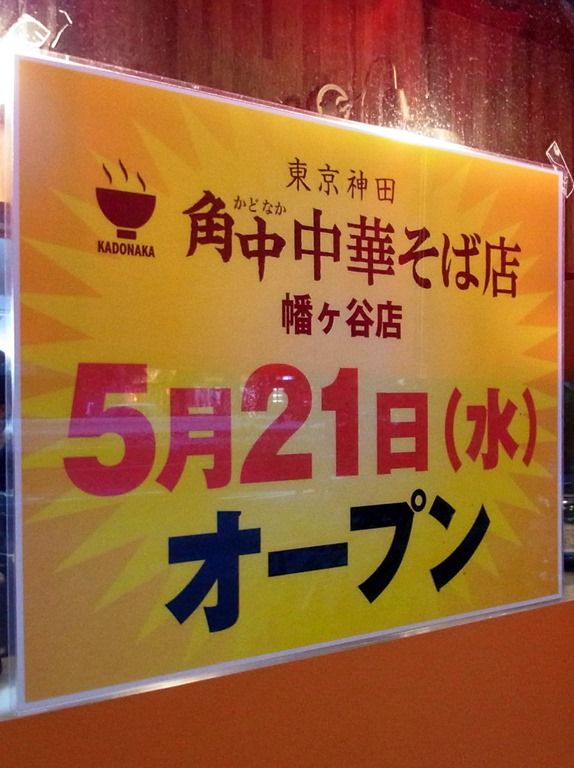 東京神田
KADONAKA
かどなか
角中中華そば店
幡ヶ谷店
5月21日(水)
オープン